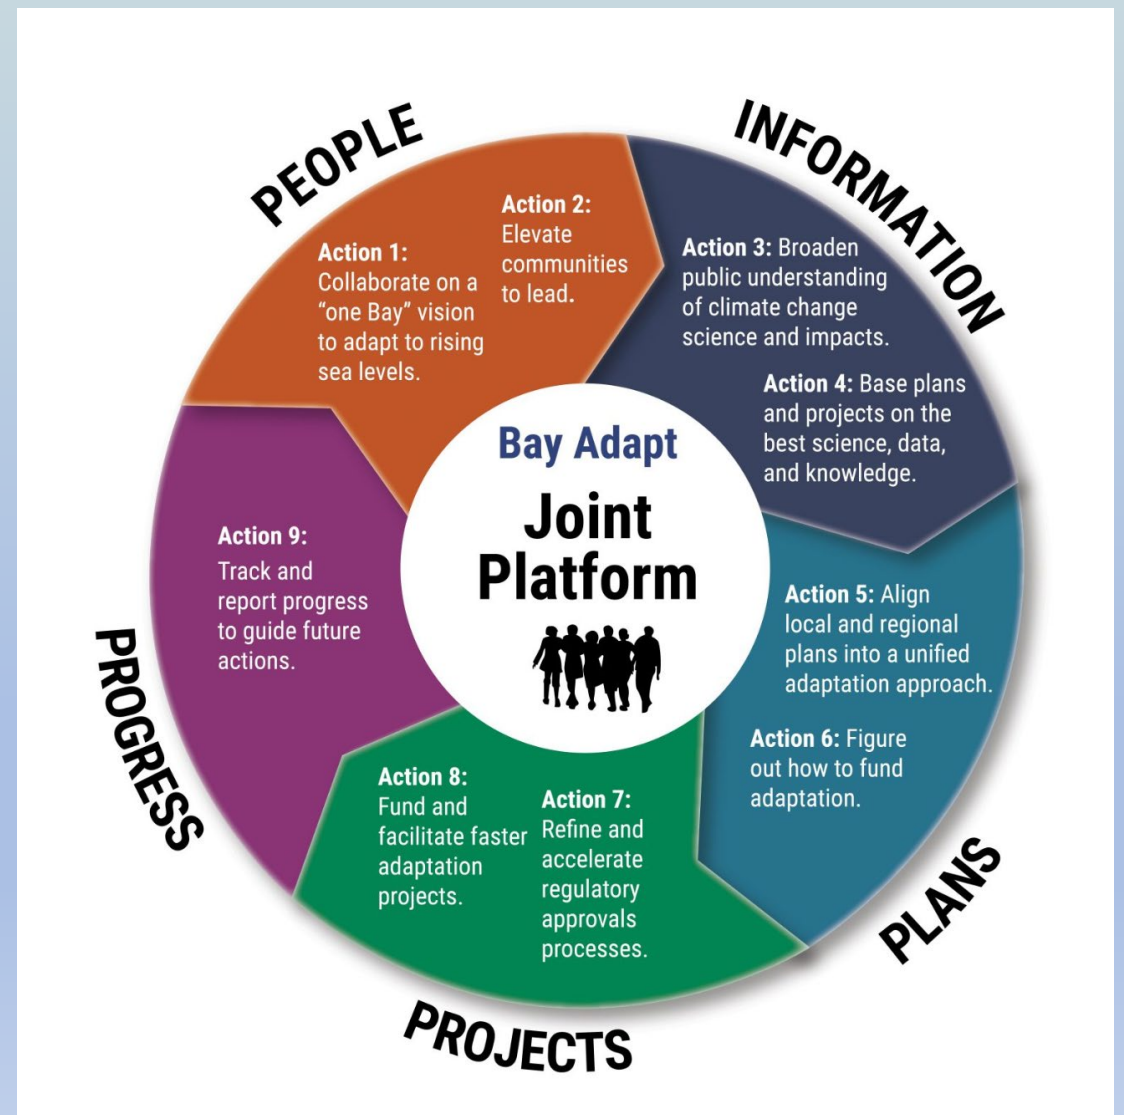 PEOPLE
Action 1:
Collaborate on a
“one Bay” vision
to adapt to rising
sea levels.
Action 2:
Elevate
communities
to lead.
INFORMATION
Action 3: Broaden
public understanding
of climate change
science and impacts.
Action 4: Base plans
and projects on the
best science, data,
and knowledge.
PLANS
Action 5: Align
local and regional
plans into a unified
adaptation approach.
Action 6: Figure
out how to fund
adaptation.
PROJECTS
Action 7:
Refine and
accelerate
regulatory
approvals
processes.
Action 8:
Fund and
facilitate faster
adaptation
projects.
PROGRESS
Action 9:
Track and
report progress
to guide future
actions.
Bay Adapt
Joint
Platform